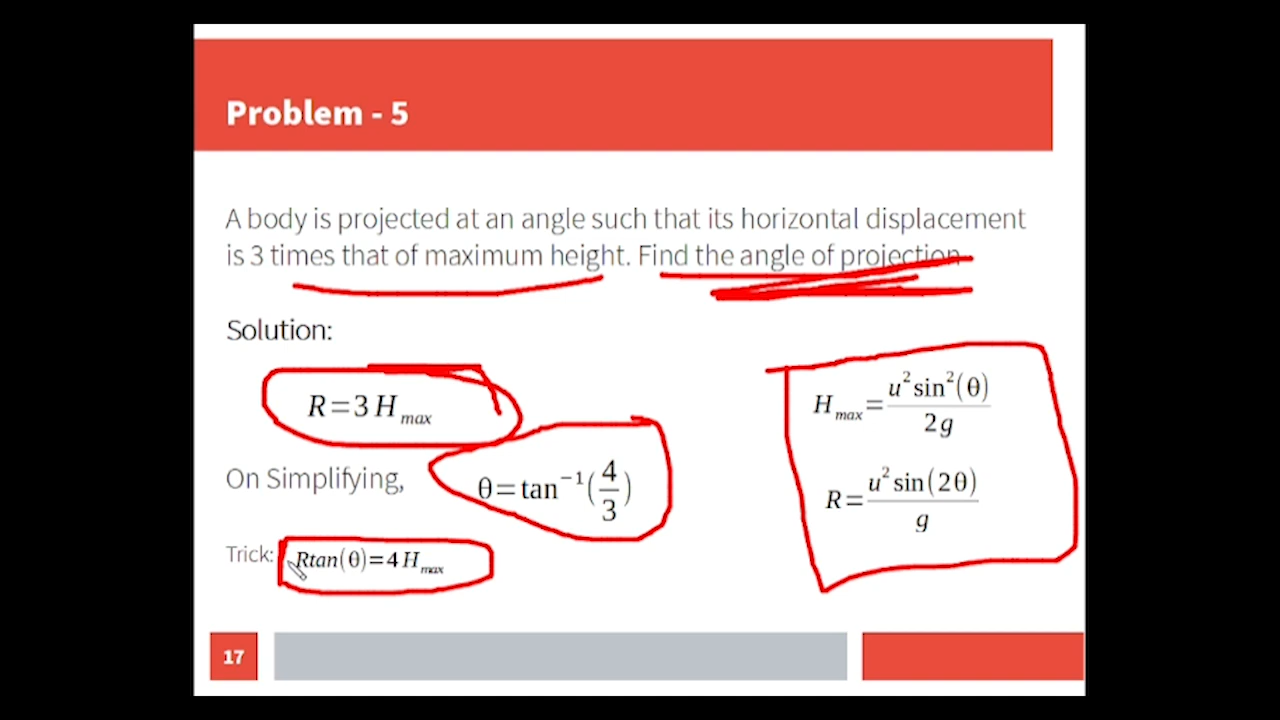 Problem - 5
A body is projected at an angle such that its horizontal displacement
is 3 times that of maximum height. Find the angle of projection
Solution:
R=3 H_max
H_max = u² sin²(θ) / 2g
On Simplifying, θ=tan⁻¹(4/3)
R = u² sin(2θ) / g
Trick: Rtan(θ)=4 H_max
17